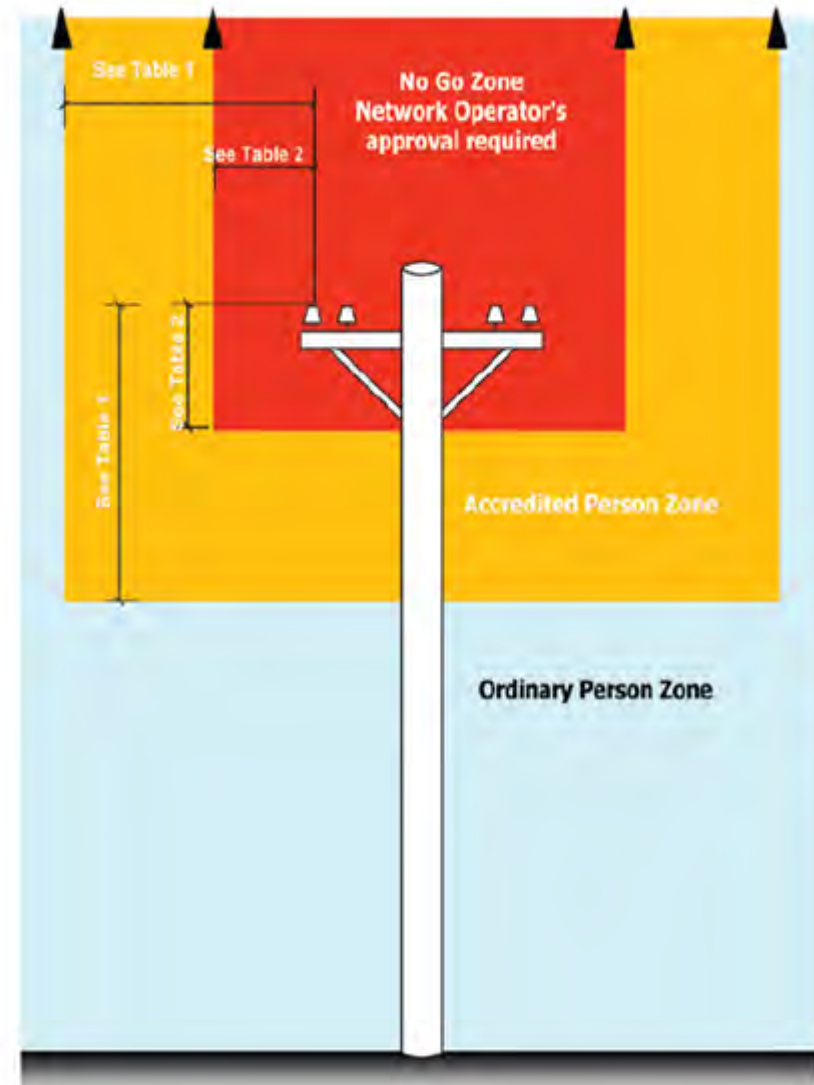 See Table 1
No Go Zone
Network Operator's
approval required
See Table 2
See Table 2
See Table 1
Accredited Person Zone
Ordinary Person Zone